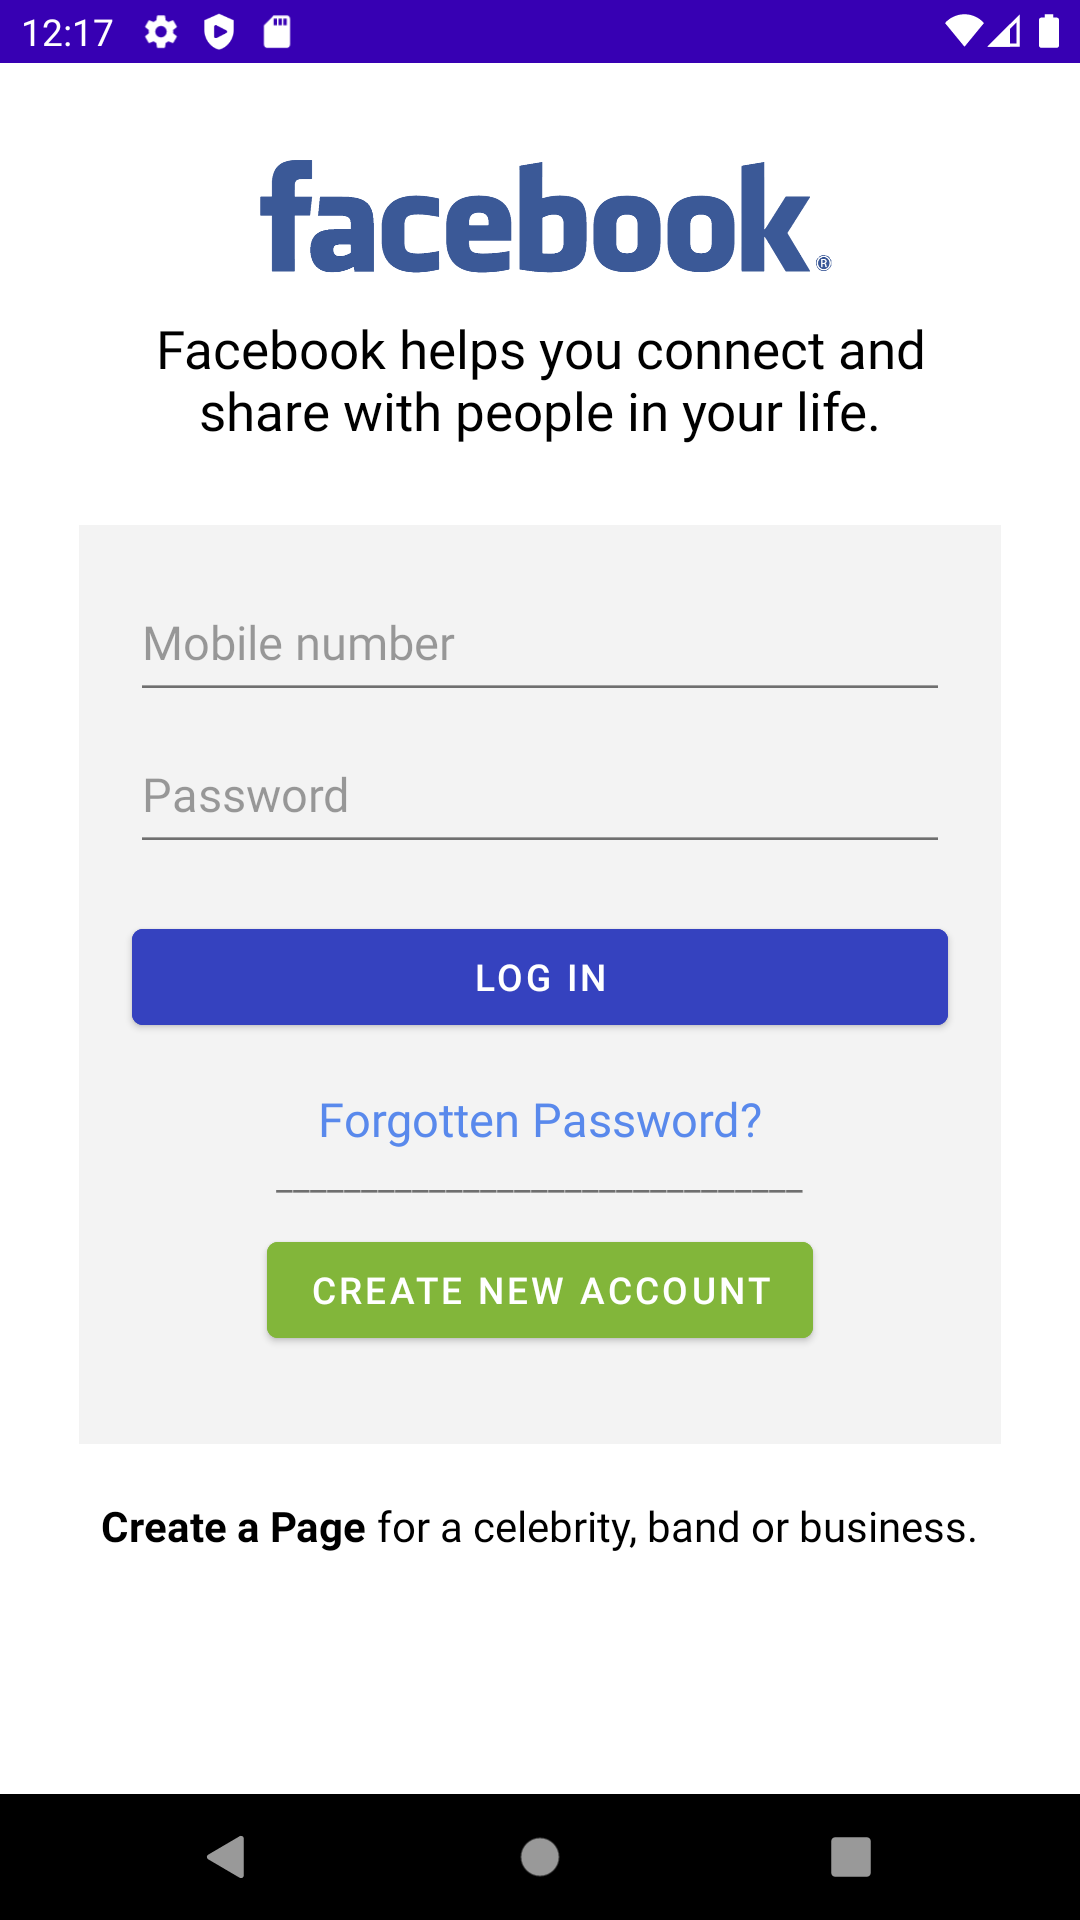 12:17
facebook®
Facebook helps you connect and
share with people in your life.
Mobile number
Password
LOG IN
Forgotten Password?
CREATE NEW ACCOUNT
Create a Page for a celebrity, band or business.